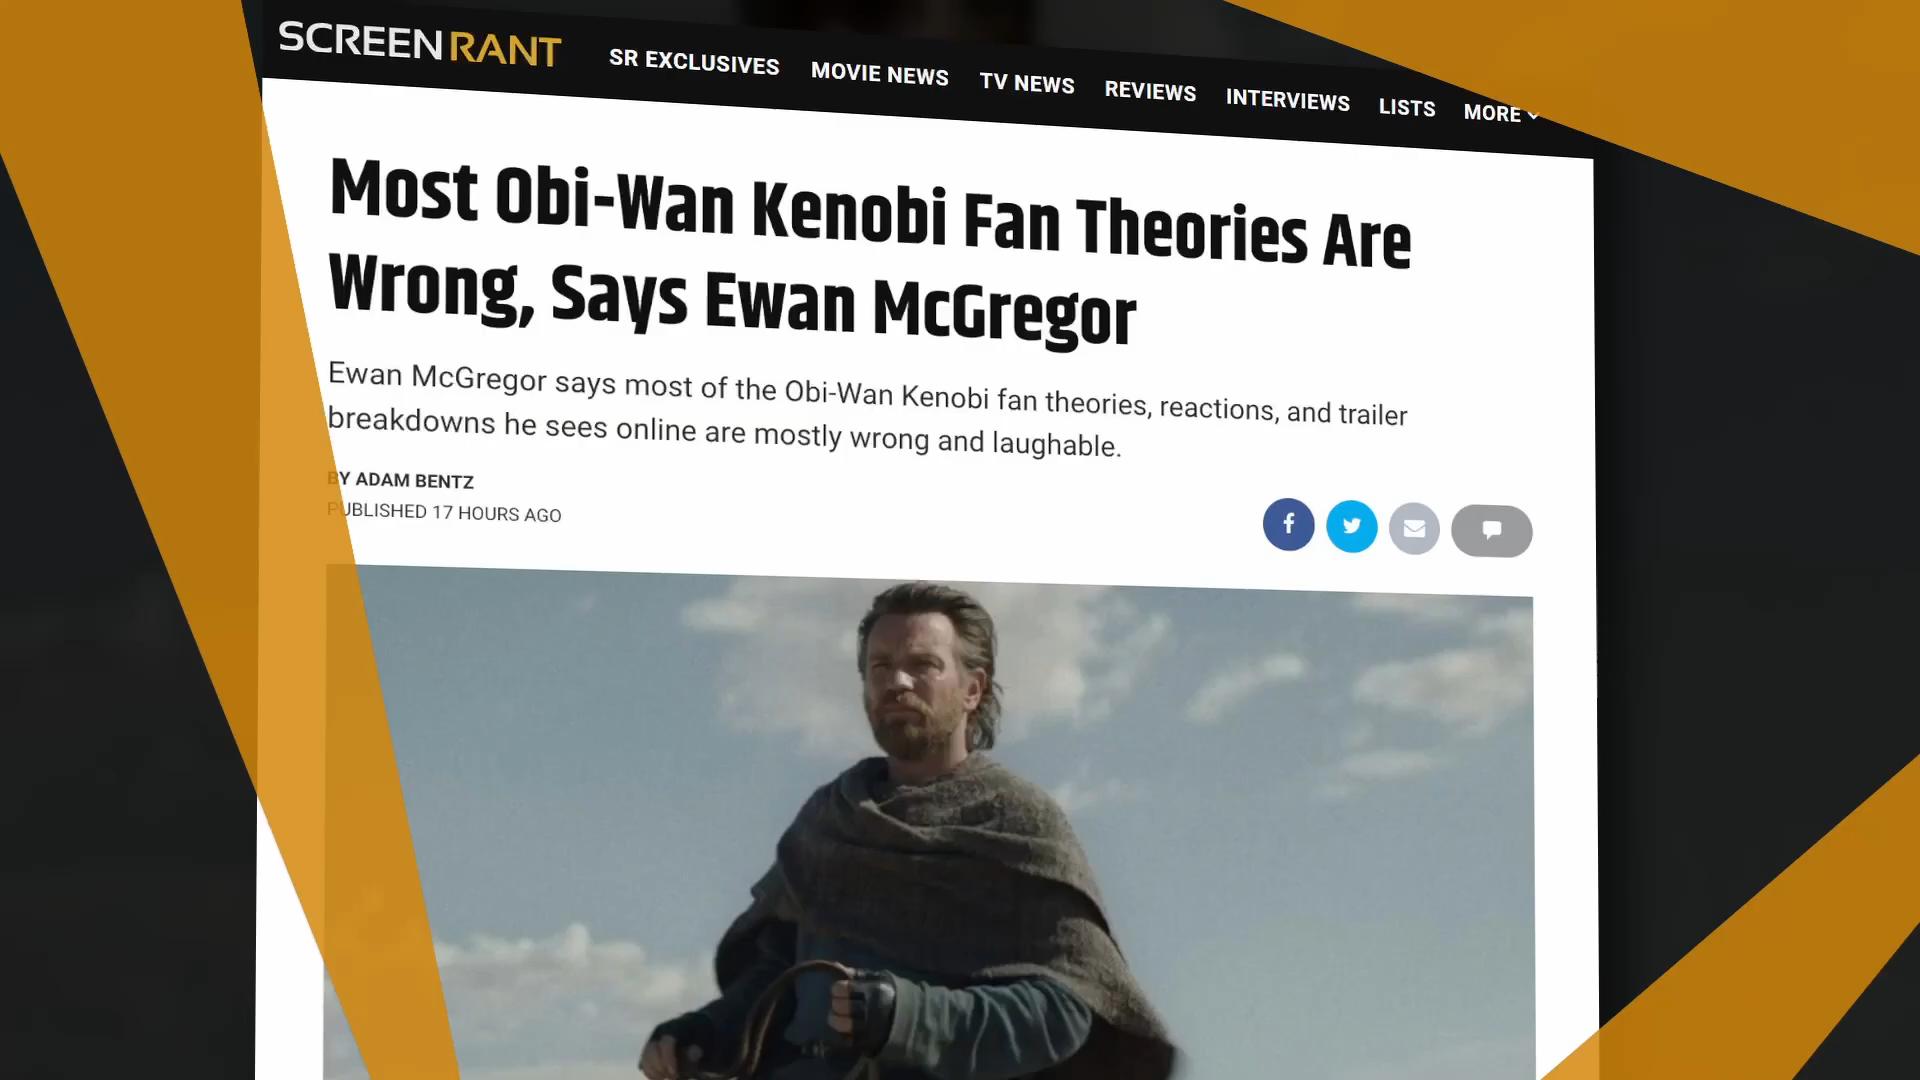 SCREENRANT SR EXCLUSIVES MOVIE NEWS TV NEWS REVIEWS INTERVIEWS LISTS MORE
Most Obi-Wan Kenobi Fan Theories Are
Wrong, Says Ewan McGregor
Ewan McGregor says most of the Obi-Wan Kenobi fan theories, reactions, and trailer
breakdowns he sees online are mostly wrong and laughable.
BY ADAM BENTZ
PUBLISHED 17 HOURS AGO